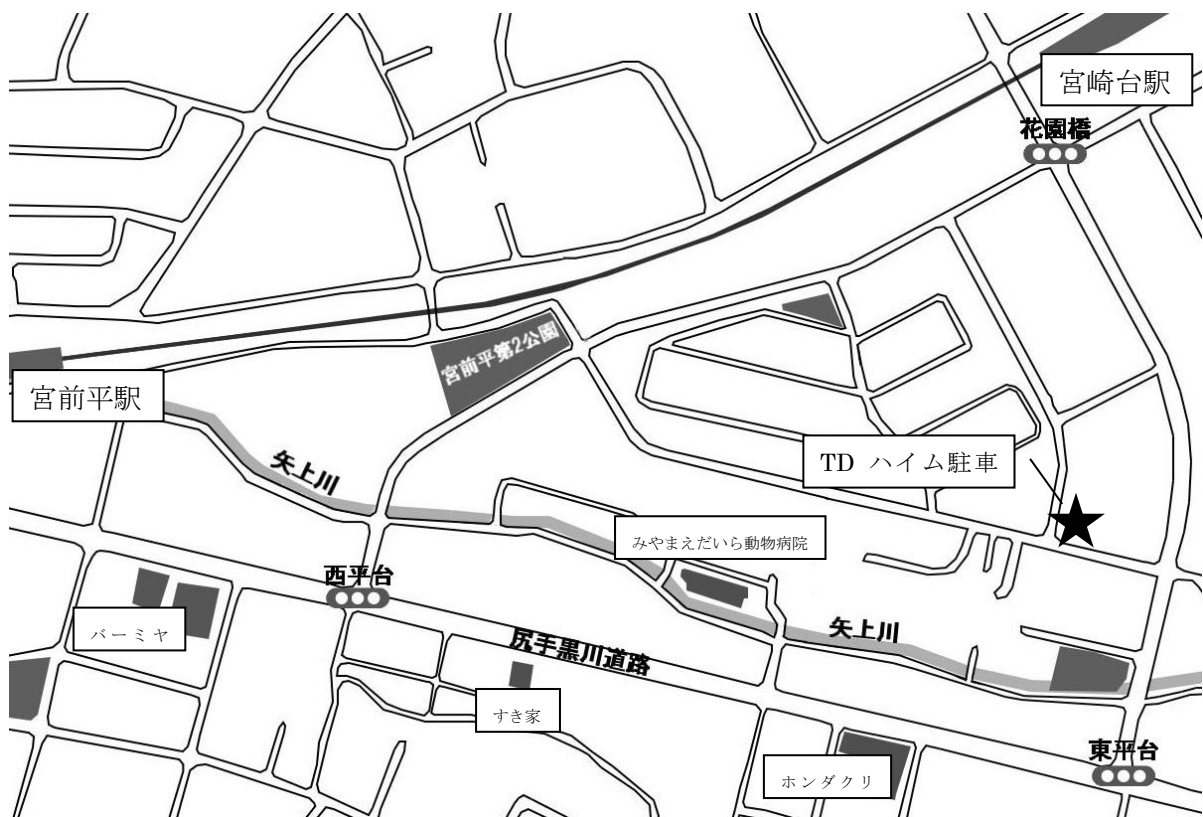 宮崎台駅
花園橋
宮前平第2公園
宮前平駅
TD ハイム駐車
矢上川
みやまえだいら動物病院
西平台
バーミヤ
矢上川
尻手黒川道路
すき家
東平台
ホンダクリ